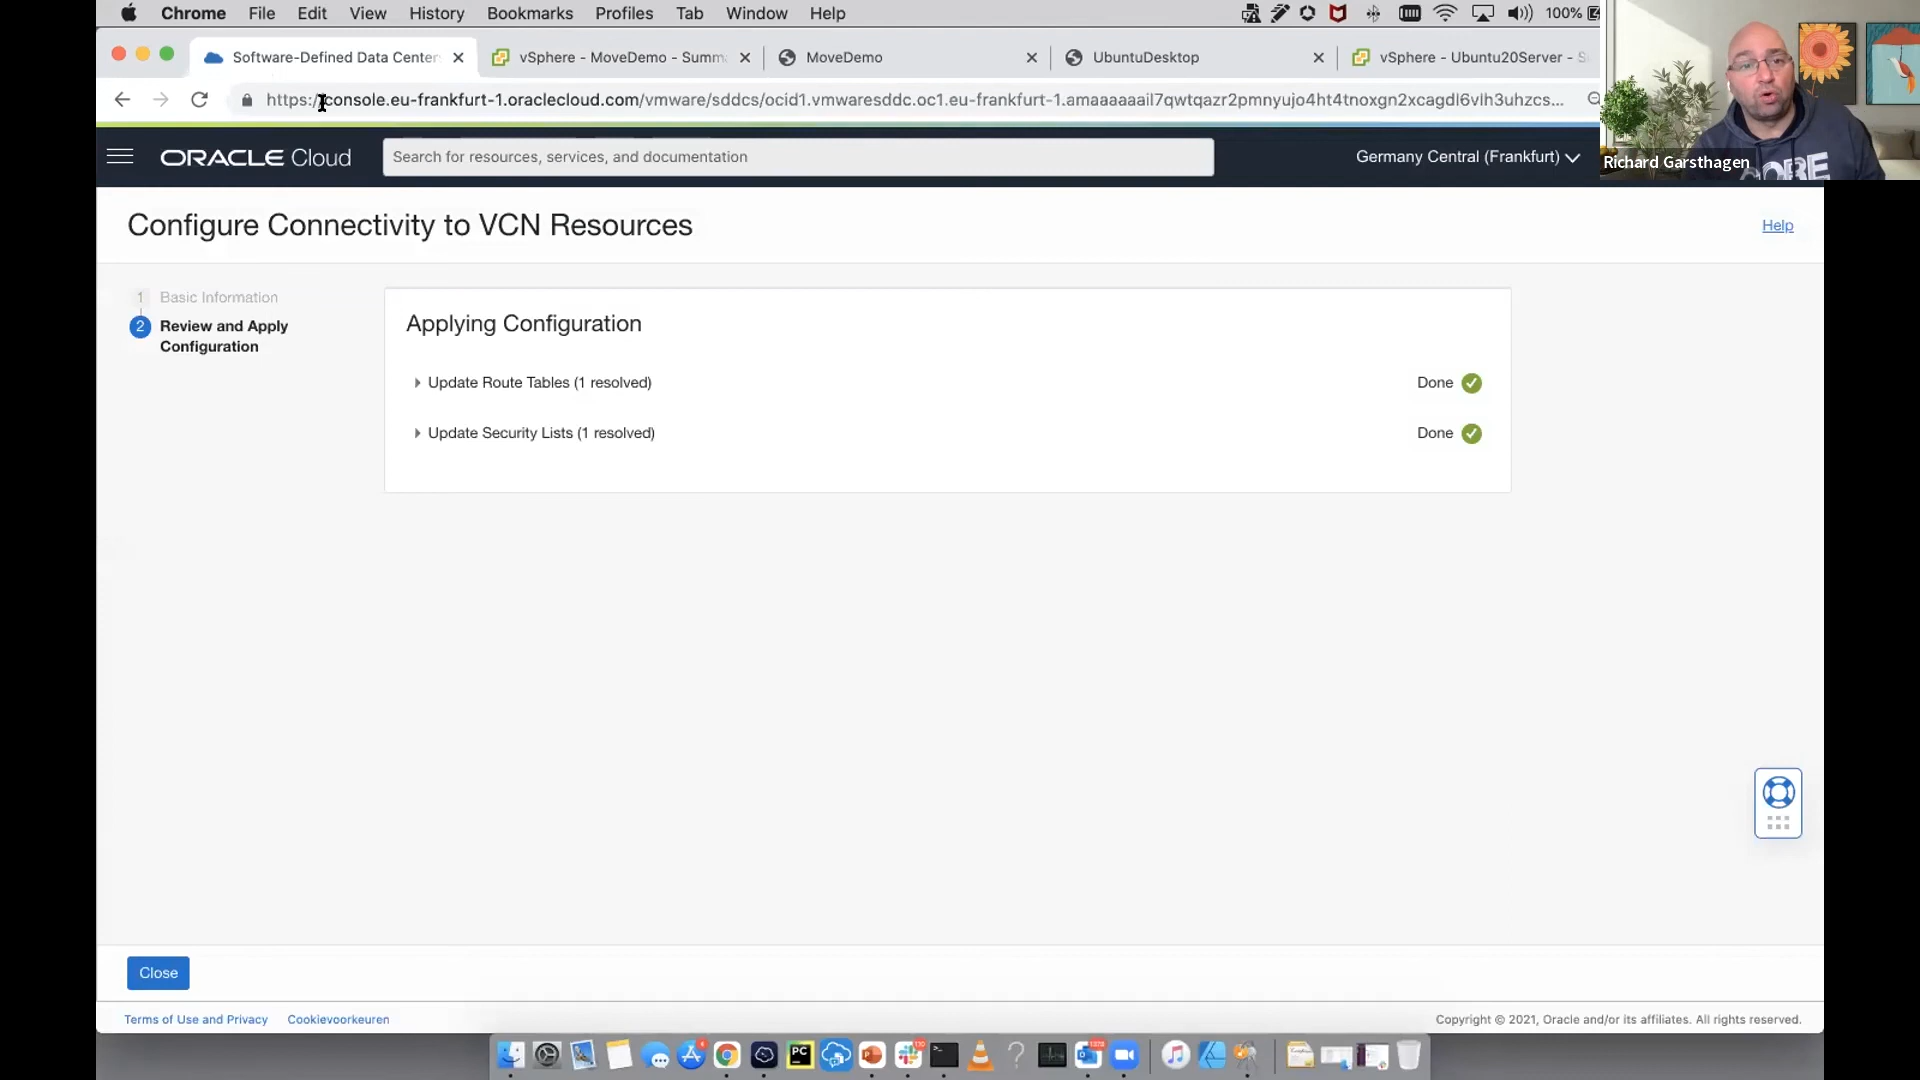 Chrome File Edit View History Bookmarks Profiles Tab Window Help 100%
Software-Defined Data Center vSphere - MoveDemo - Summ MoveDemo UbuntuDesktop vSphere - Ubuntu20Server - S
https://console.eu-frankfurt-1.oraclecloud.com/vmware/sddcs/ocid1.vmwaresddc.oc1.eu-frankfurt-1.amaaaaaail7qwtqazr2pmnyujo4ht4tnoxgn2xcagdl6vlh3uhzcs...
ORACLE Cloud
Search for resources, services, and documentation
Germany Central (Frankfurt)
Richard Garsthagen
Configure Connectivity to VCN Resources
Help
1 Basic Information
2 Review and Apply
Configuration
Applying Configuration
Update Route Tables (1 resolved) Done
Update Security Lists (1 resolved) Done
Close
Terms of Use and Privacy Cookievoorkeuren
Copyright © 2021, Oracle and/or its affiliates. All rights reserved.
PC